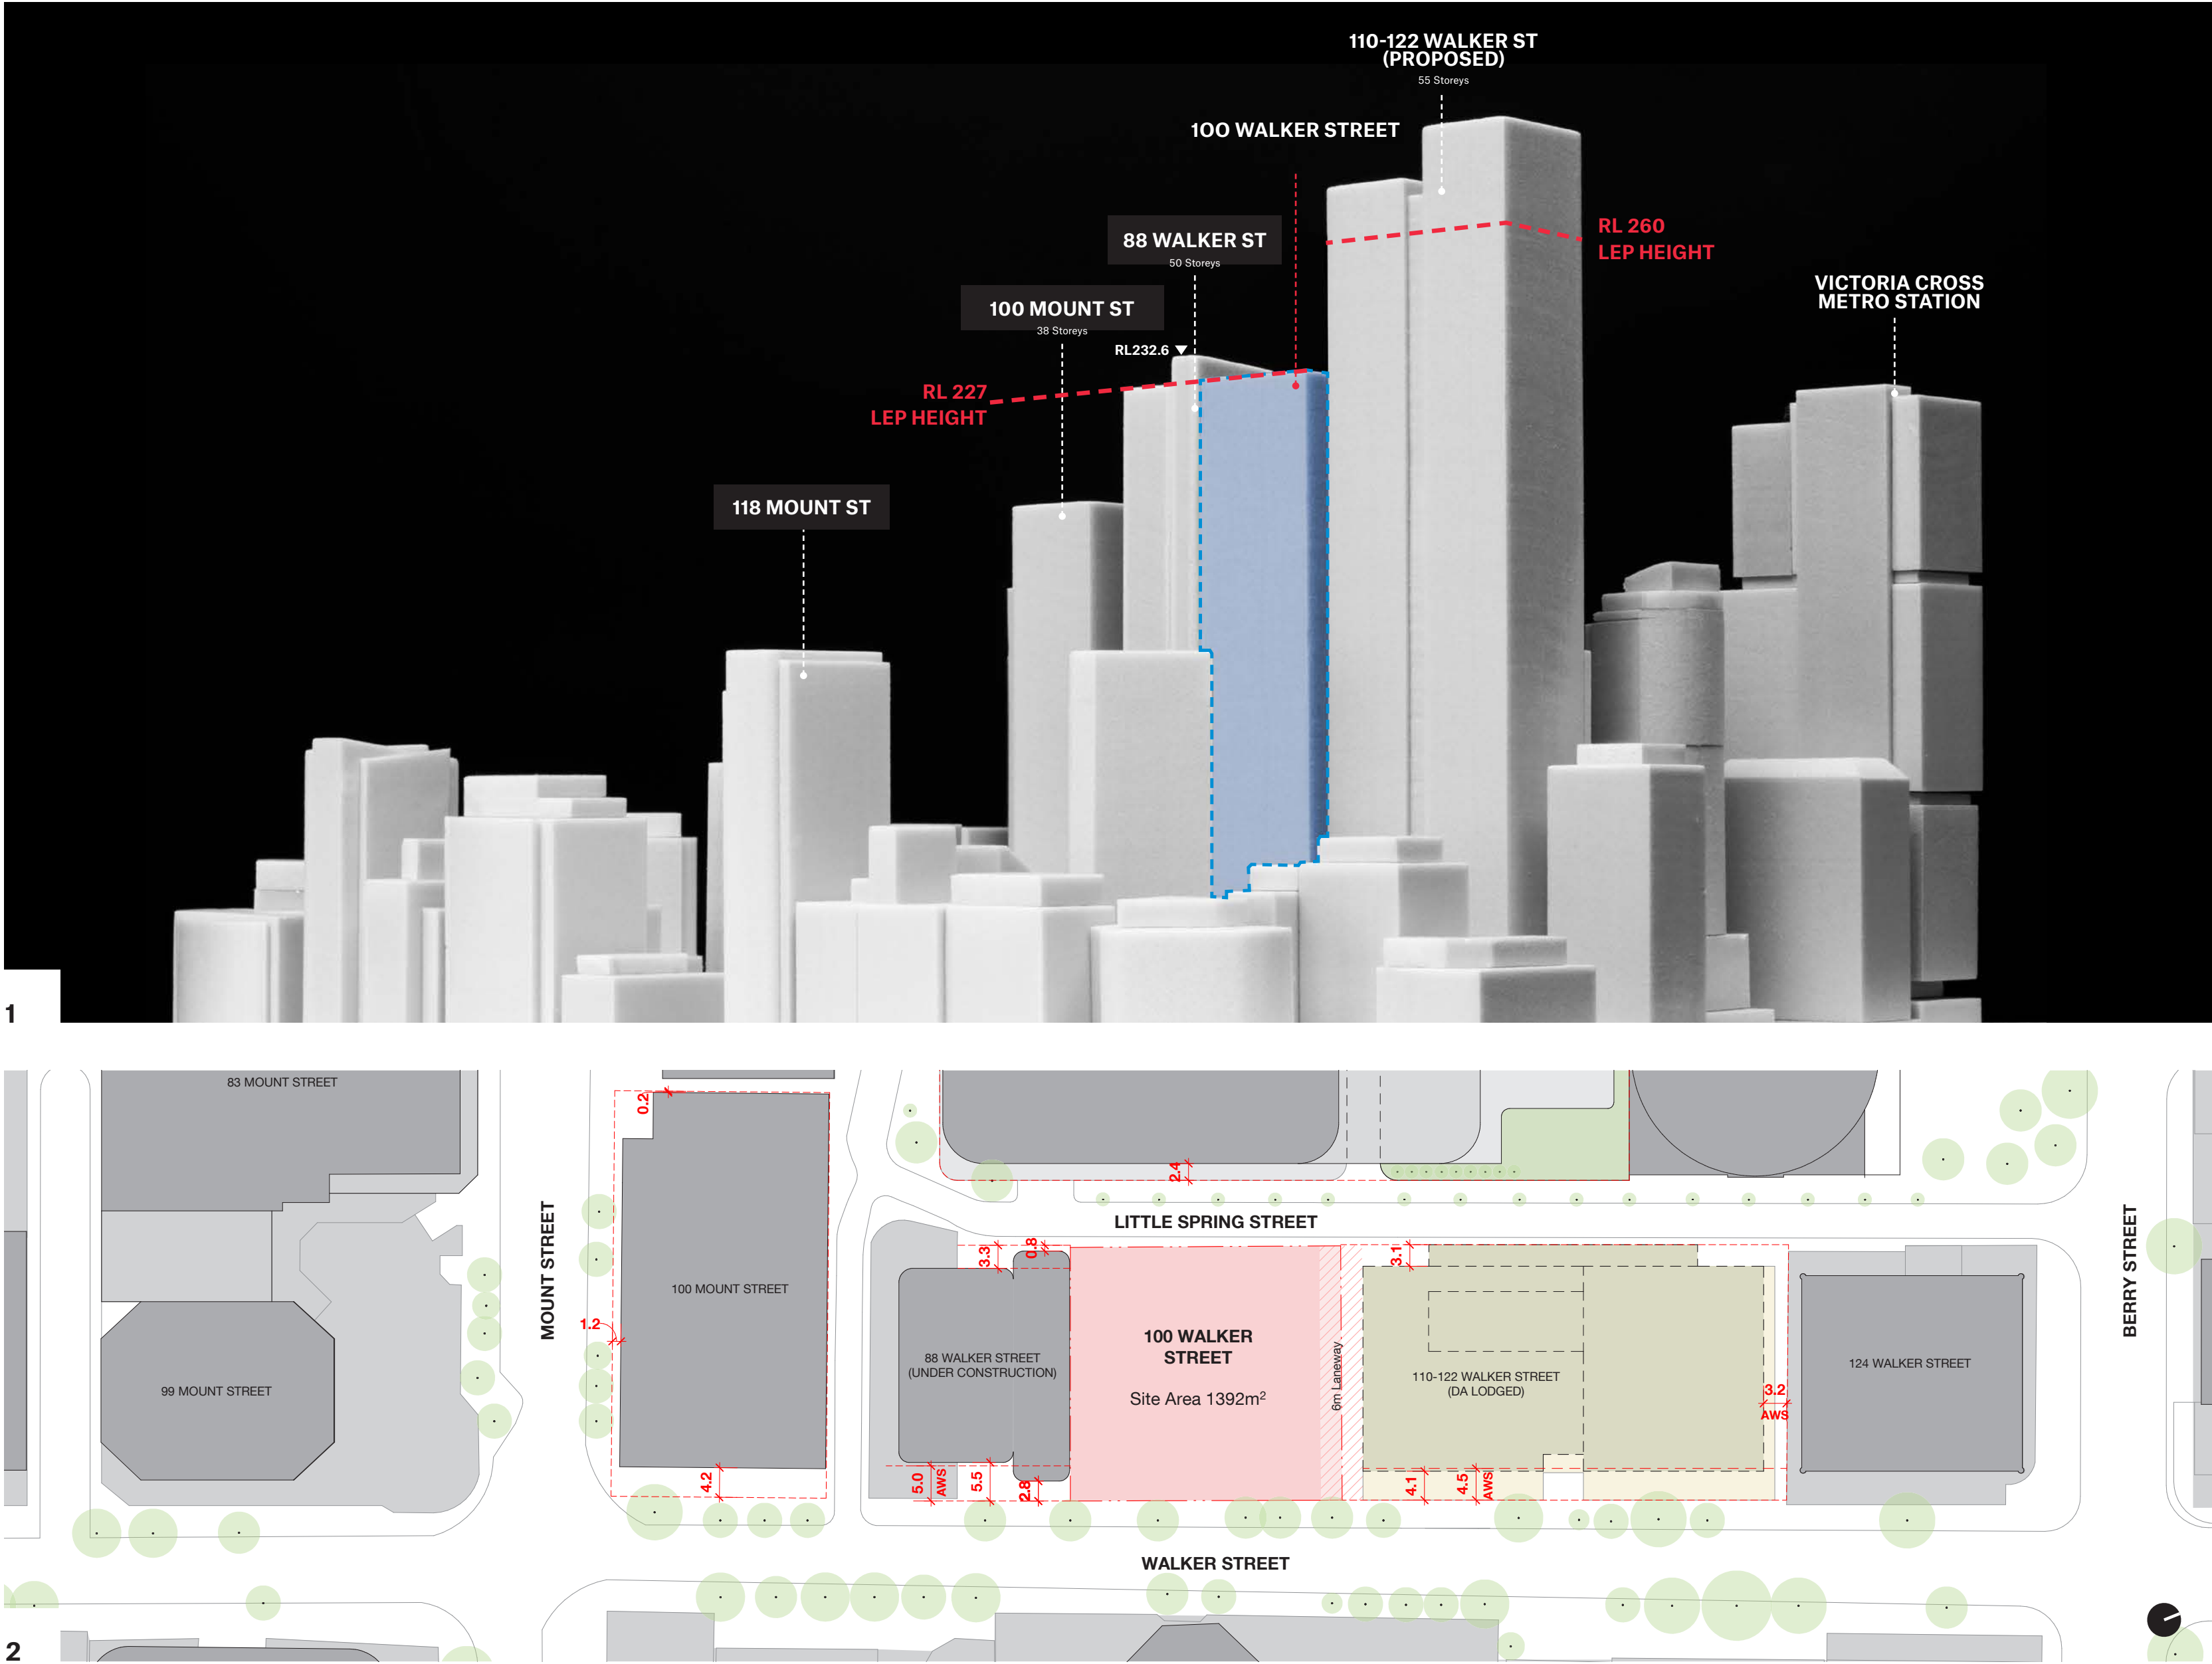 110-122 WALKER ST
(PROPOSED)
55 Storeys
100 WALKER STREET
88 WALKER ST
50 Storeys
RL 260
LEP HEIGHT
VICTORIA CROSS
METRO STATION
100 MOUNT ST
38 Storeys
RL232.6
RL 227
LEP HEIGHT
118 MOUNT ST
1
83 MOUNT STREET
0.2
2.4
MOUNT STREET
LITTLE SPRING STREET
BERRY STREET
3.3
0.8
3.1
100 MOUNT STREET
1.2
100 WALKER
STREET
Site Area 1392m²
6m Laneway
88 WALKER STREET
(UNDER CONSTRUCTION)
110-122 WALKER STREET
(DA LODGED)
124 WALKER STREET
99 MOUNT STREET
3.2
AWS
4.2
5.0
AWS
5.5
2.8
4.1
4.5
AWS
WALKER STREET
2